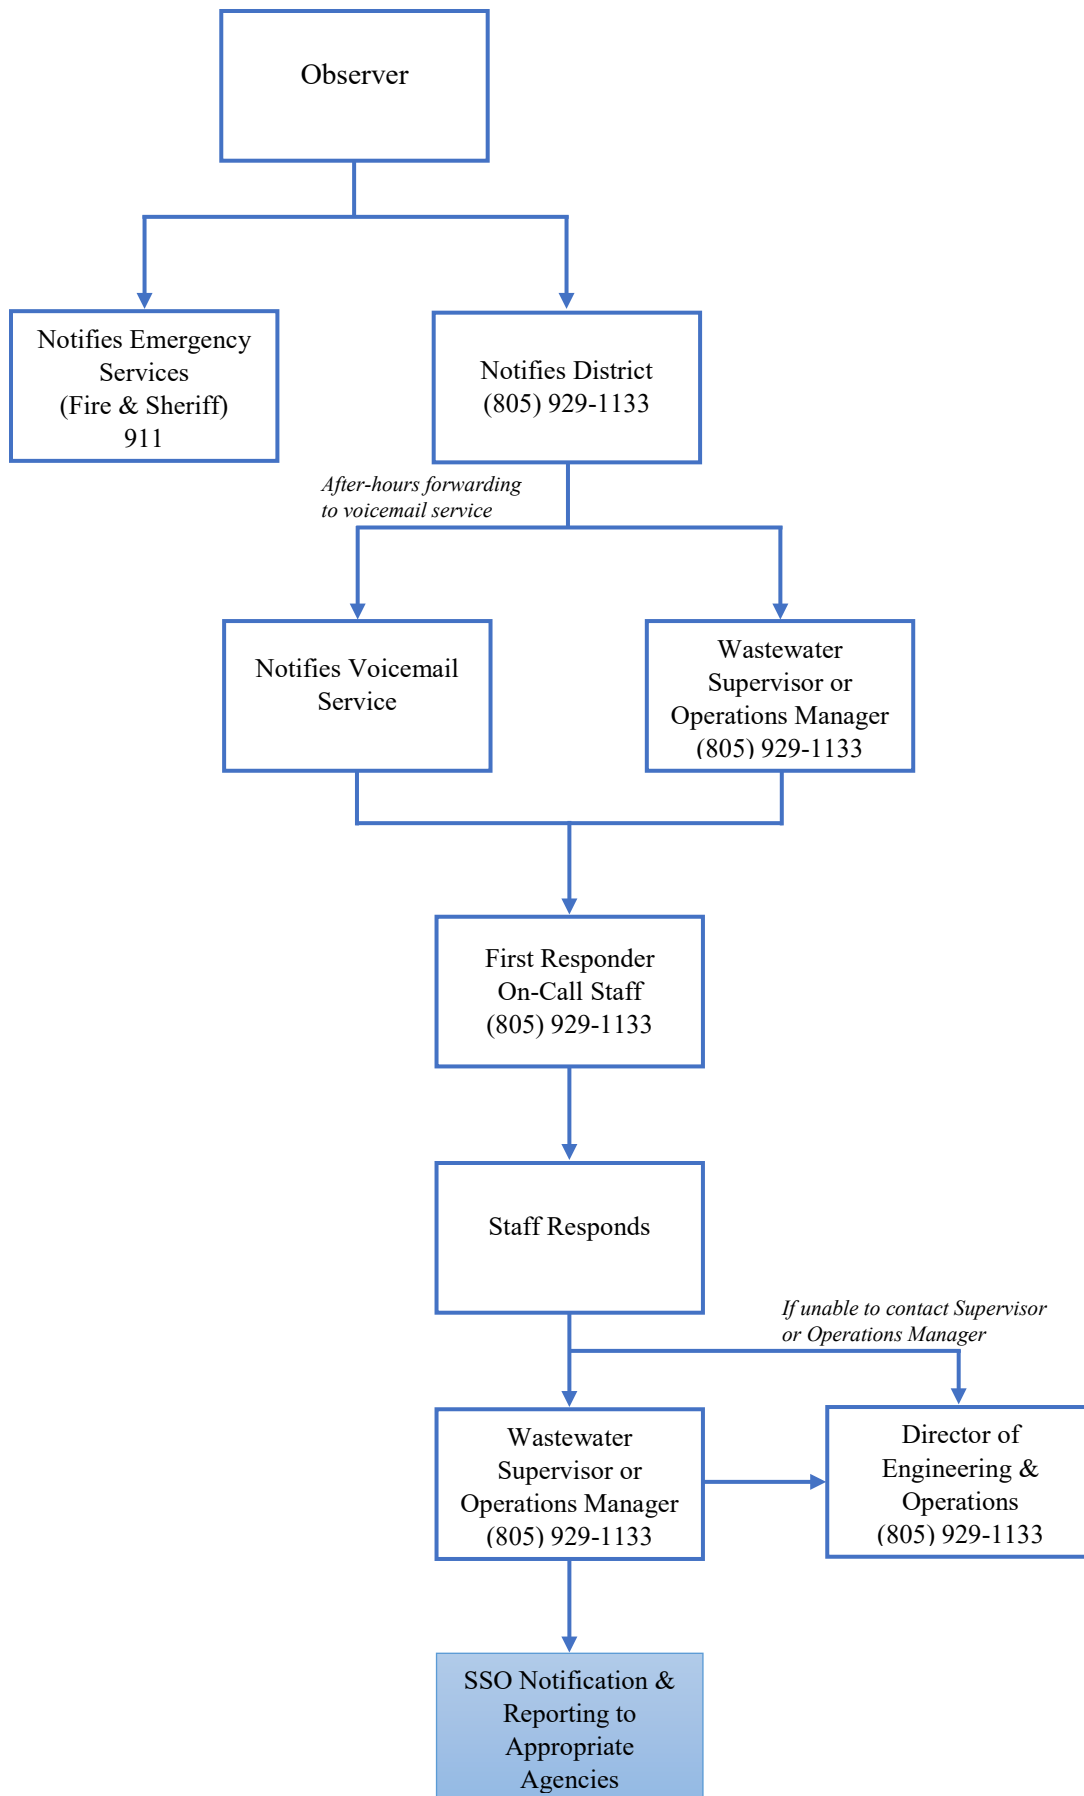 Observer
Notifies Emergency
Services
(Fire & Sheriff)
911
Notifies District
(805) 929-1133
After-hours forwarding
to voicemail service
Notifies Voicemail
Service
Wastewater
Supervisor or
Operations Manager
(805) 929-1133
First Responder
On-Call Staff
(805) 929-1133
Staff Responds
If unable to contact Supervisor
or Operations Manager
Wastewater
Supervisor or
Operations Manager
(805) 929-1133
Director of
Engineering &
Operations
(805) 929-1133
SSO Notification &
Reporting to
Appropriate
Agencies